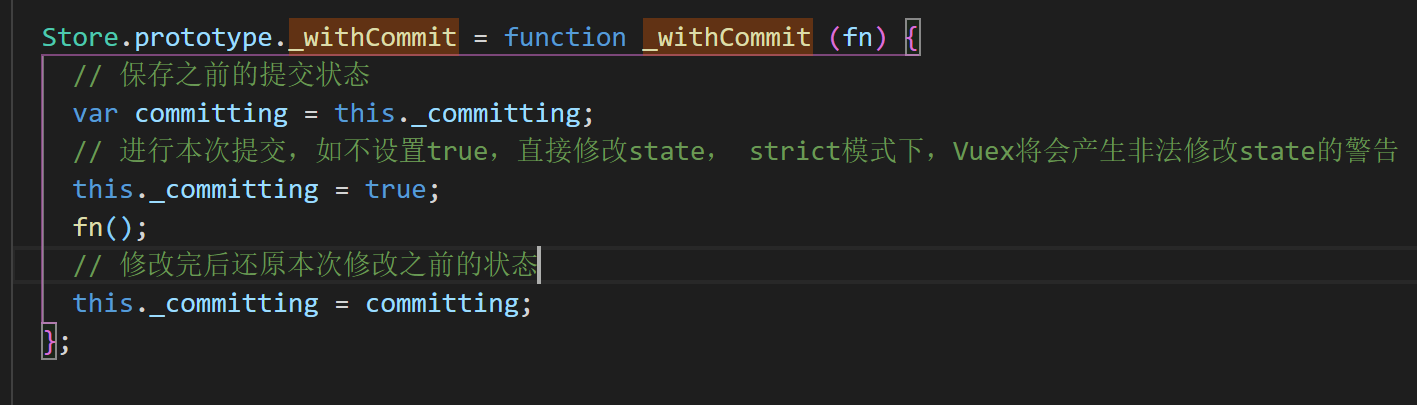 Store.prototype._withCommit = function _withCommit (fn) {
// 保存之前的提交状态
var committing = this._committing;
// 进行本次提交，如不设置true，直接修改state， strict模式下，Vuex将会产生非法修改state的警告
this._committing = true;
fn();
// 修改完后还原本次修改之前的状态
this._committing = committing;
};